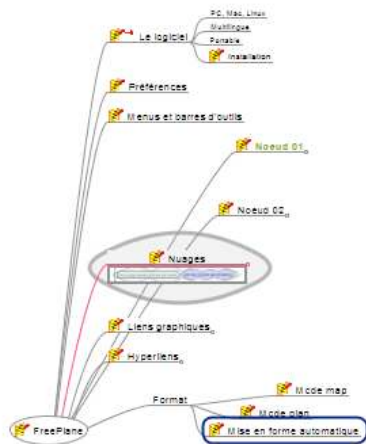 Le logiciel
PC, Mac, Linux
Multilingue
Portable
Installation
Préférences
Menus et barres d'outils
Noeud 01
Noeud 02
Nuages
Liens graphiques
Hyperliens
FreePlane
Format
Mode map
Mode plan
Mise en forme automatique